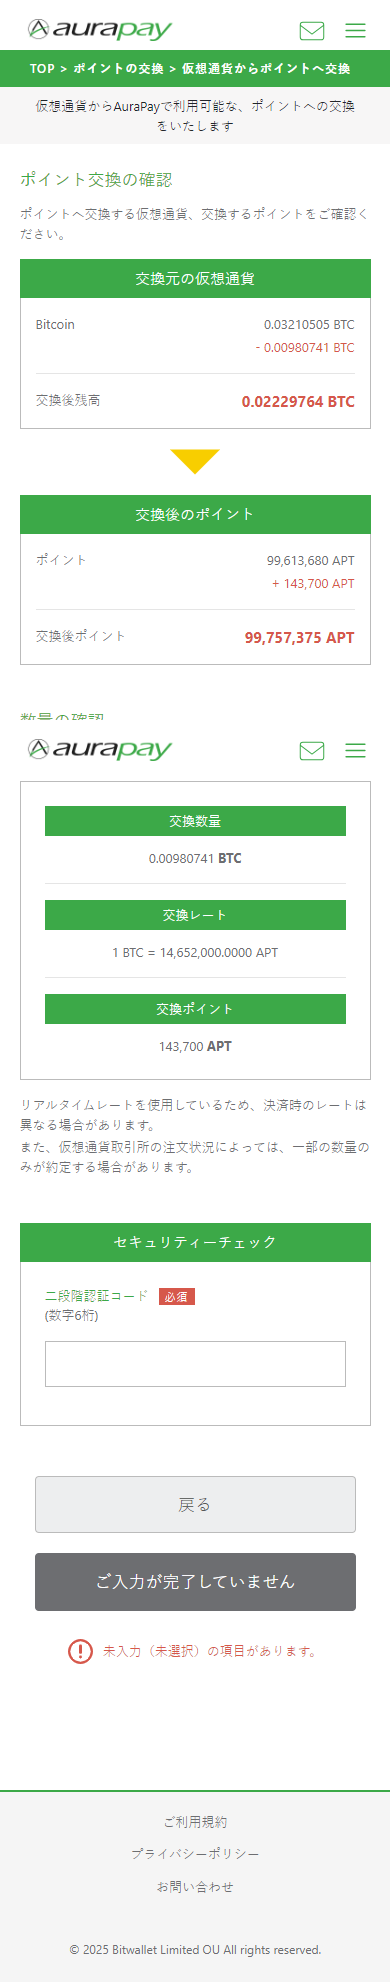 aurapay
TOP > ポイントの交換 > 仮想通貨からポイントへ交換
仮想通貨からAuraPayで利用可能な、ポイントへの交換
をいたします
ポイント交換の確認
ポイントへ交換する仮想通貨、交換するポイントをご確認く
ださい。
交換元の仮想通貨
Bitcoin 0.03210505 BTC
- 0.00980741 BTC
交換後残高 0.02229764 BTC
交換後のポイント
ポイント 99,613,680 APT
+ 143,700 APT
交換後ポイント 99,757,375 APT
数量の確認
aurapay
交換数量
0.00980741 BTC
交換レート
1 BTC = 14,652,000.0000 APT
交換ポイント
143,700 APT
リアルタイムレートを使用しているため、決済時のレートは
異なる場合があります。
また、仮想通貨取引所の注文状況によっては、一部の数量の
みが約定する場合があります。
セキュリティーチェック
二段階認証コード 必須
(数字6桁)
戻る
ご入力が完了していません
未入力（未選択）の項目があります。
ご利用規約
プライバシーポリシー
お問い合わせ
© 2025 Bitwallet Limited OU All rights reserved.